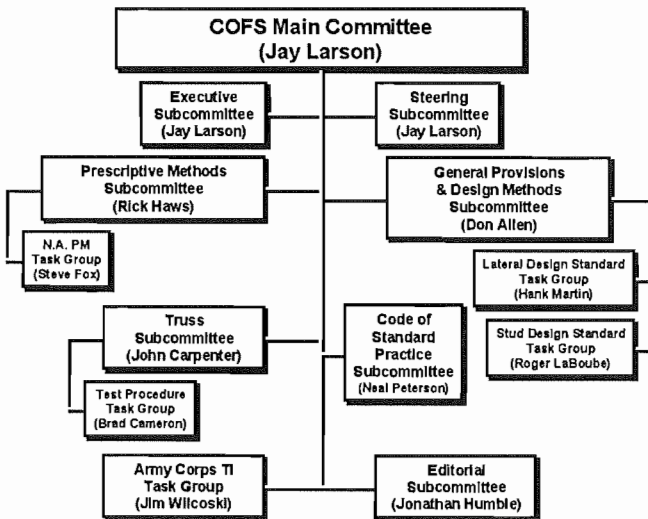 COFS Main Committee
(Jay Larson)
Executive
Subcommittee
(Jay Larson)
Steering
Subcommittee
(Jay Larson)
Prescriptive Methods
Subcommittee
(Rick Haws)
General Provisions
& Design Methods
Subcommittee
(Don Allen)
N.A. PM
Task Group
(Steve Fox)
Lateral Design Standard
Task Group
(Hank Martin)
Truss
Subcommittee
(John Carpenter)
Code of
Standard
Practice
Subcommittee
(Neal Peterson)
Stud Design Standard
Task Group
(Roger LaBoube)
Test Procedure
Task Group
(Brad Cameron)
Army Corps TI
Task Group
(Jim Wilcoski)
Editorial
Subcommittee
(Jonathan Humble)